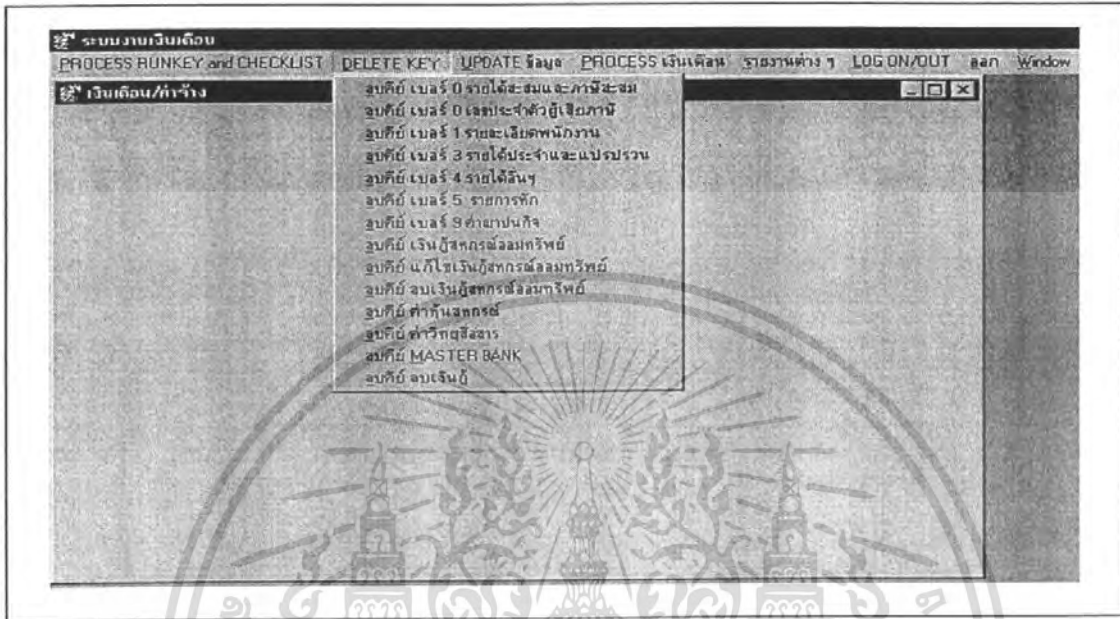 ระบบงานเงินเดือน
PROCESS RUNKEY and CHECKLIST DELETE KEY UPDATE ข้อมูล PROCESS เงินเดือน รายงานต่าง ๆ LOG ON/OUT ออก Window
เงินเดือน/ค่าจ้าง
ลบคีย์ เบอร์ 0 รายได้สะสมและภาษีสะสม
ลบคีย์ เบอร์ 0 เลขประจำตัวผู้เสียภาษี
ลบคีย์ เบอร์ 1 รายละเอียดพนักงาน
ลบคีย์ เบอร์ 3 รายได้ประจำและแปรปรวน
ลบคีย์ เบอร์ 4 รายได้อื่นๆ
ลบคีย์ เบอร์ 5 รายการหัก
ลบคีย์ เบอร์ 9 ค่าฌาปนกิจ
ลบคีย์ เงินกู้สหกรณ์ออมทรัพย์
ลบคีย์ แก้ไขเงินกู้สหกรณ์ออมทรัพย์
ลบคีย์ ลบเงินกู้สหกรณ์ออมทรัพย์
ลบคีย์ ค่าหุ้นสหกรณ์
ลบคีย์ ค่าวิทยุสื่อสาร
ลบคีย์ MASTER BANK
ลบคีย์ ลบเงินกู้